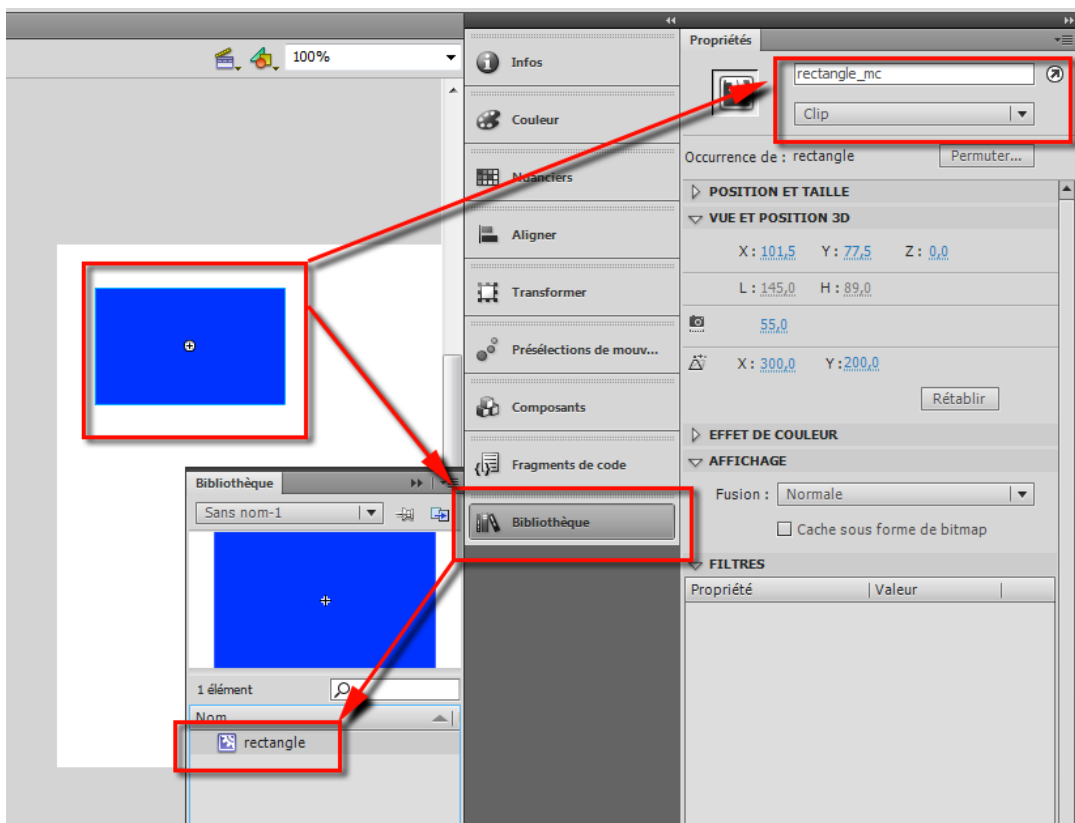 100%
Infos
Couleur
Nuanciers
Aligner
Transformer
Présélections de mouv...
Composants
Fragments de code
Bibliothèque
Propriétés
rectangle_mc
Clip
Occurrence de : rectangle
Permuter...
POSITION ET TAILLE
VUE ET POSITION 3D
X : 101,5 Y : 77,5 Z : 0,0
L : 145,0 H : 89,0
55,0
X : 300,0 Y : 200,0
Rétablir
EFFET DE COULEUR
AFFICHAGE
Fusion : Normale
Cache sous forme de bitmap
FILTRES
Propriété Valeur
Bibliothèque
Sans nom-1
1 élément
Nom
rectangle